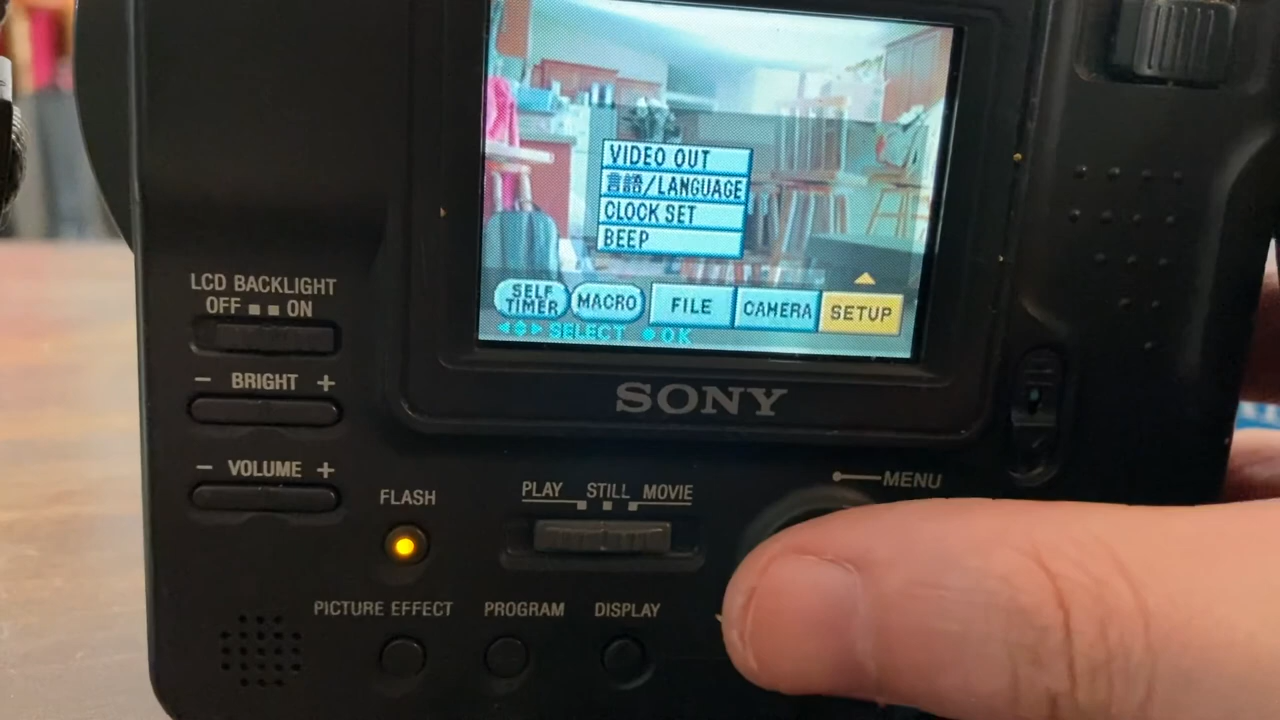 VIDEO OUT
言語/LANGUAGE
CLOCK SET
BEEP
SELF TIMER
MACRO
FILE
CAMERA
SETUP
SELECT OK
SONY
LCD BACKLIGHT
OFF ON
- BRIGHT +
- VOLUME +
FLASH
PLAY STILL MOVIE
MENU
PICTURE EFFECT
PROGRAM
DISPLAY